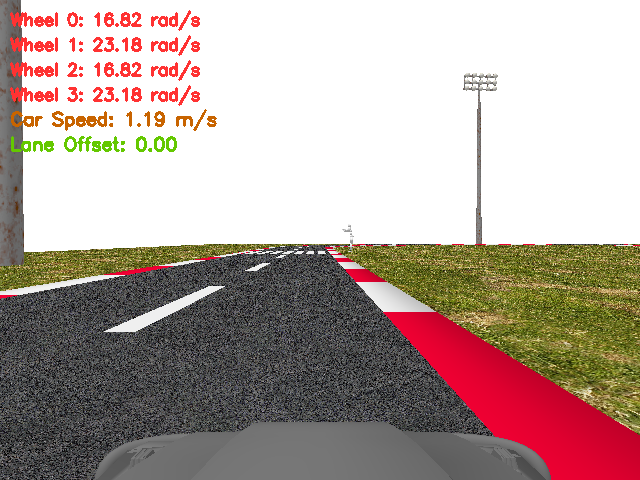 Wheel 0: 16.82 rad/s
Wheel 1: 23.18 rad/s
Wheel 2: 16.82 rad/s
Wheel 3: 23.18 rad/s
Car Speed: 1.19 m/s
Lane Offset: 0.00